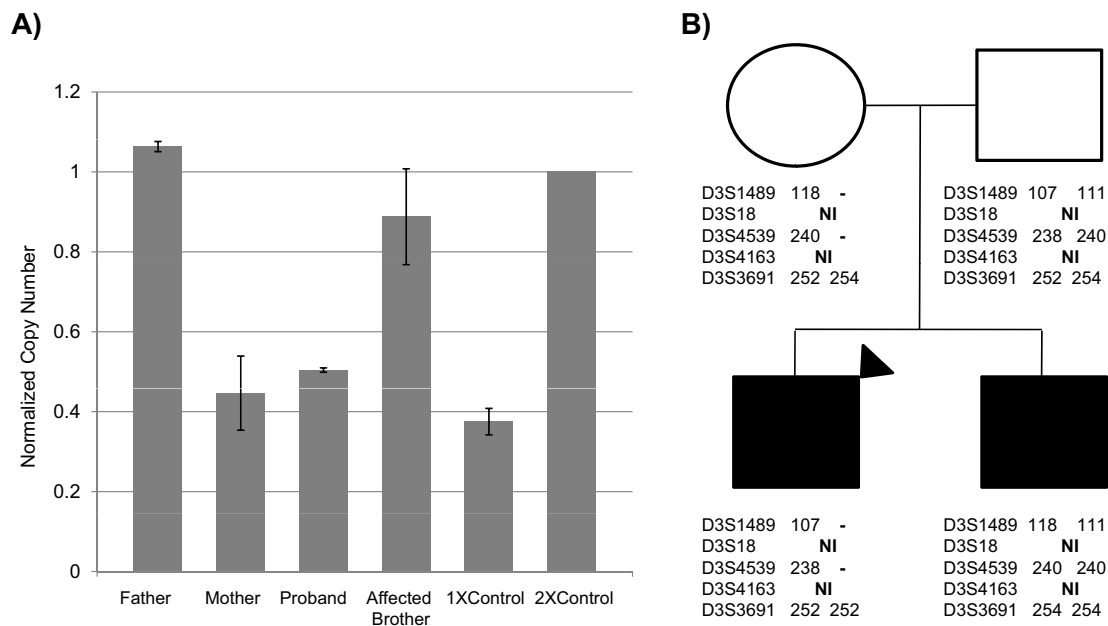 A)
Normalized Copy Number
1.2
1
0.8
0.6
0.4
0.2
0
Father Mother Proband Affected Brother 1XControl 2XControl
B)
D3S1489 118 -
D3S18 NI
D3S4539 240 -
D3S4163 NI
D3S3691 252 254
D3S1489 107 111
D3S18 NI
D3S4539 238 240
D3S4163 NI
D3S3691 252 254
D3S1489 107 -
D3S18 NI
D3S4539 238 -
D3S4163 NI
D3S3691 252 252
D3S1489 118 111
D3S18 NI
D3S4539 240 240
D3S4163 NI
D3S3691 254 254